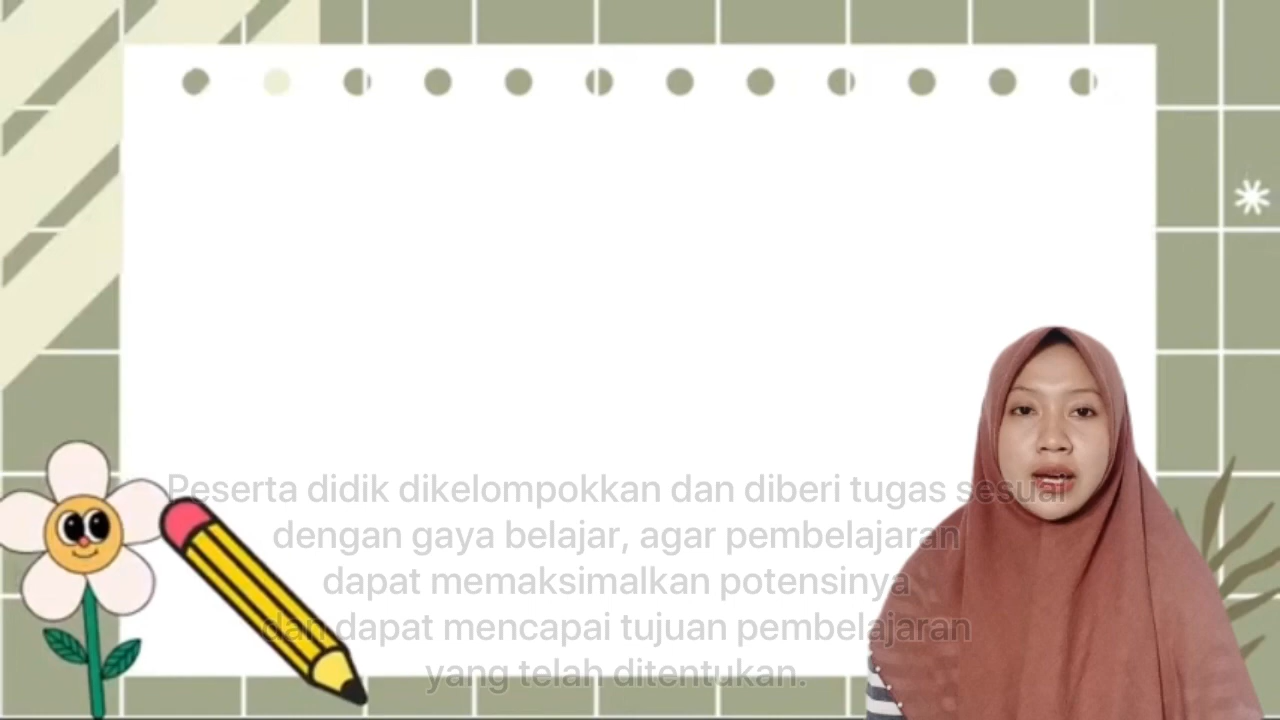 Peserta didik dikelompokkan dan diberi tugas sesuai
dengan gaya belajar, agar pembelajaran
dapat memaksimalkan potensinya
dan dapat mencapai tujuan pembelajaran
yang telah ditentukan.